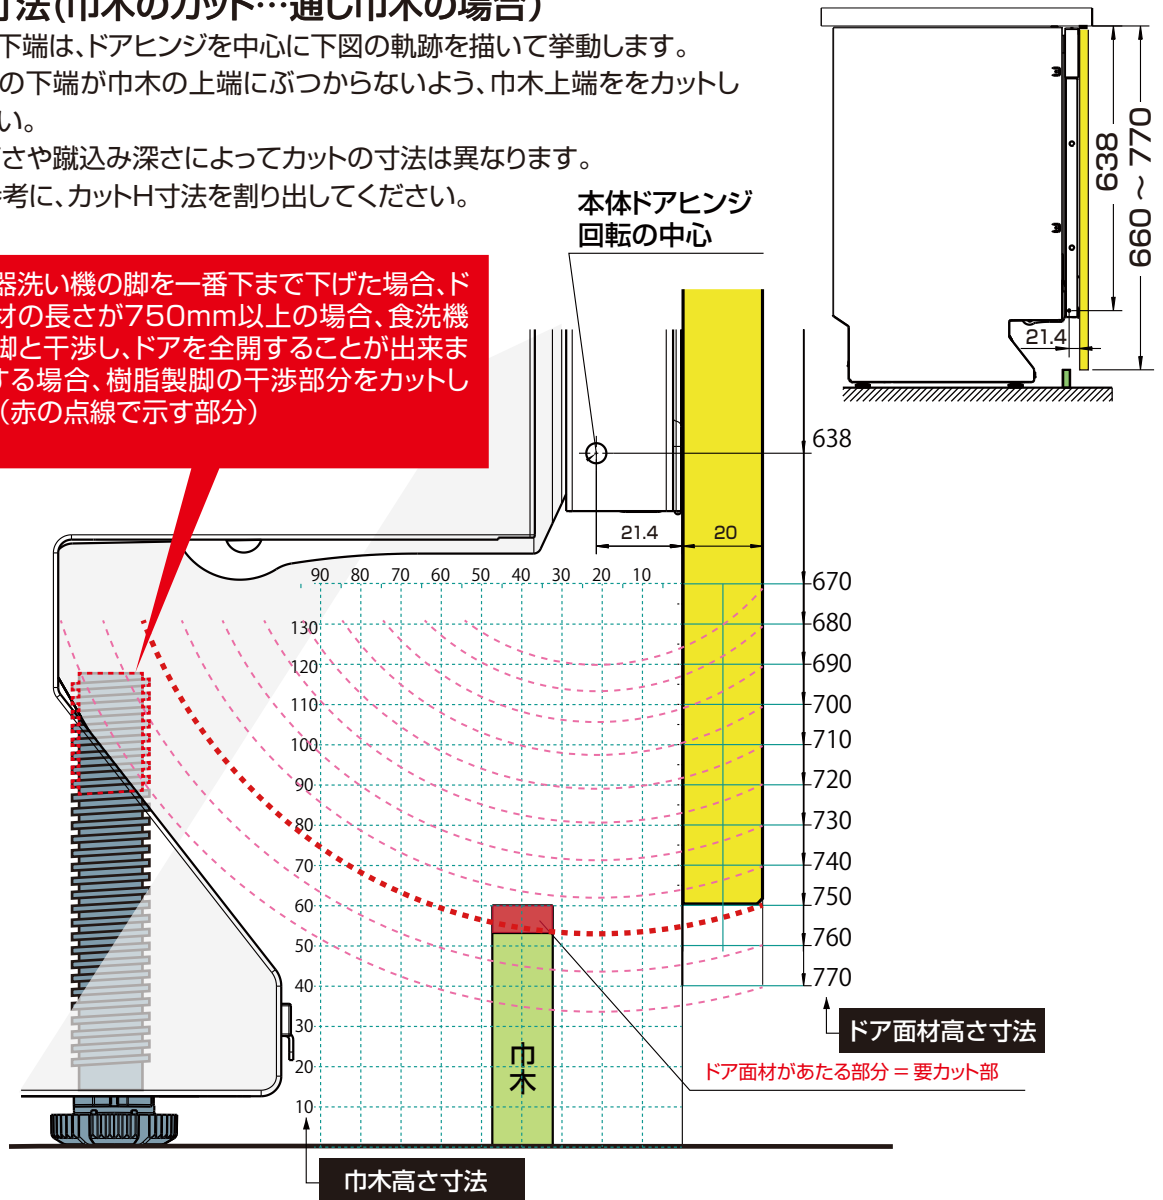 寸法(巾木のカット…通し巾木の場合)
下端は、ドアヒンジを中心に下図の軌跡を描いて挙動します。
の下端が巾木の上端にぶつからないよう、巾木上端ををカットし
い。
さや蹴込み深さによってカットの寸法は異なります。
参考に、カットH寸法を割り出してください。
638
660～770
21.4
本体ドアヒンジ
回転の中心
器洗い機の脚を一番下まで下げた場合、ド
材の長さが750mm以上の場合、食洗機
脚と干渉し、ドアを全開することが出来ま
する場合、樹脂製脚の干渉部分をカットし
(赤の点線で示す部分)
638
21.4
20
90 80 70 60 50 40 30 20 10
670
680
690
700
710
720
730
740
750
760
770
130
120
110
100
90
80
70
60
50
40
30
20
10
巾木
ドア面材高さ寸法
ドア面材があたる部分 = 要カット部
巾木高さ寸法